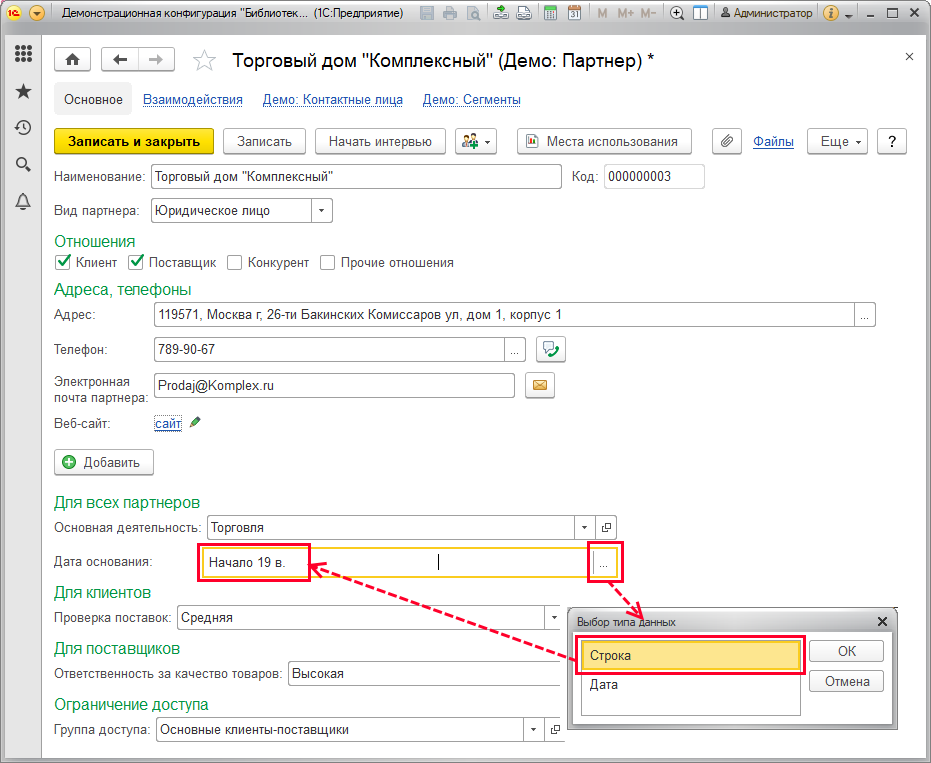 Демонстрационная конфигурация "Библиотек... (1С:Предприятие) M M+ M- Администратор
Торговый дом "Комплексный" (Демо: Партнер) *
Основное Взаимодействия Демо: Контактные лица Демо: Сегменты
Записать и закрыть Записать Начать интервью Места использования Файлы Еще ?
Наименование: Торговый дом "Комплексный" Код: 000000003
Вид партнера: Юридическое лицо
Отношения
Клиент Поставщик Конкурент Прочие отношения
Адреса, телефоны
Адрес: 119571, Москва г, 26-ти Бакинских Комиссаров ул, дом 1, корпус 1 ...
Телефон: 789-90-67 ...
Электронная
почта партнера: Prodaj@Komplex.ru
Веб-сайт: сайт
Добавить
Для всех партнеров
Основная деятельность: Торговля
Дата основания: Начало 19 в. ...
Для клиентов
Проверка поставок: Средняя
Для поставщиков
Ответственность за качество товаров: Высокая
Ограничение доступа
Группа доступа: Основные клиенты-поставщики
Выбор типа данных
Строка ОК
Дата Отмена